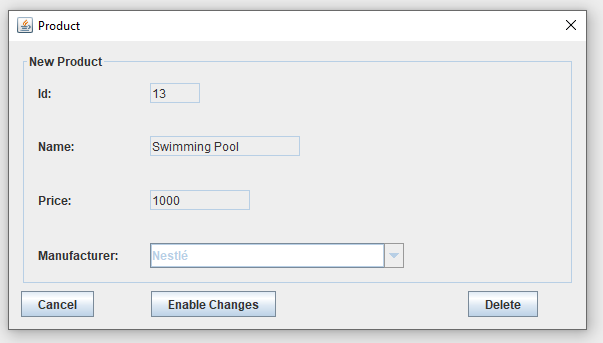 Product
New Product
Id: 13
Name: Swimming Pool
Price: 1000
Manufacturer: Nestlé
Cancel Enable Changes Delete